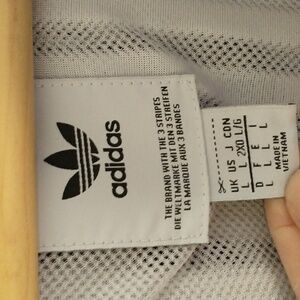 adidas
THE BRAND WITH THE 3 STRIPES
DIE WELTMARKE MIT DEN 3 STREIFEN
LA MARQUE AUX 3 BANDES
UK US J CDN
L L 2XO L/G
D F E I
L L L L
MADE IN
VIETNAM